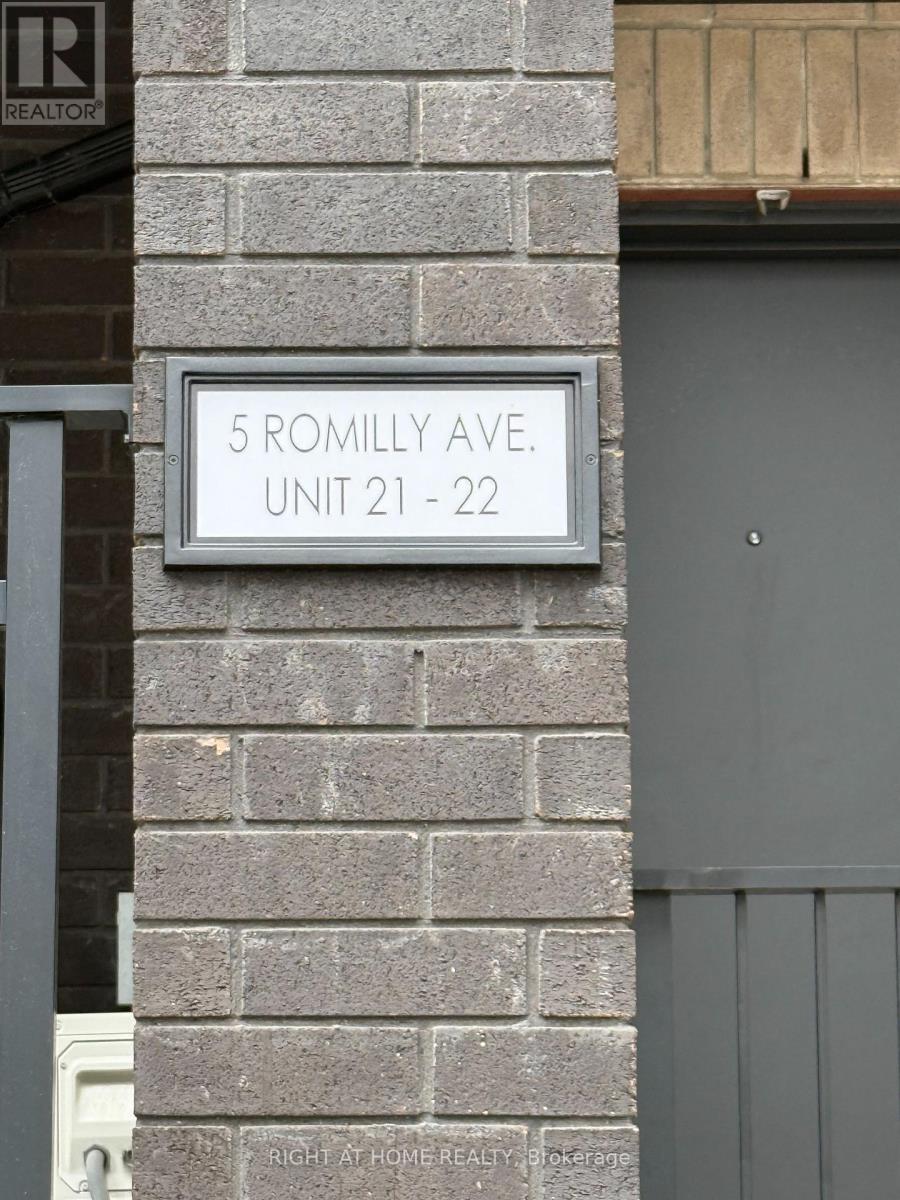 R
REALTOR®
5 ROMILLY AVE.
UNIT 21 - 22
RIGHT AT HOME REALTY, Brokerage